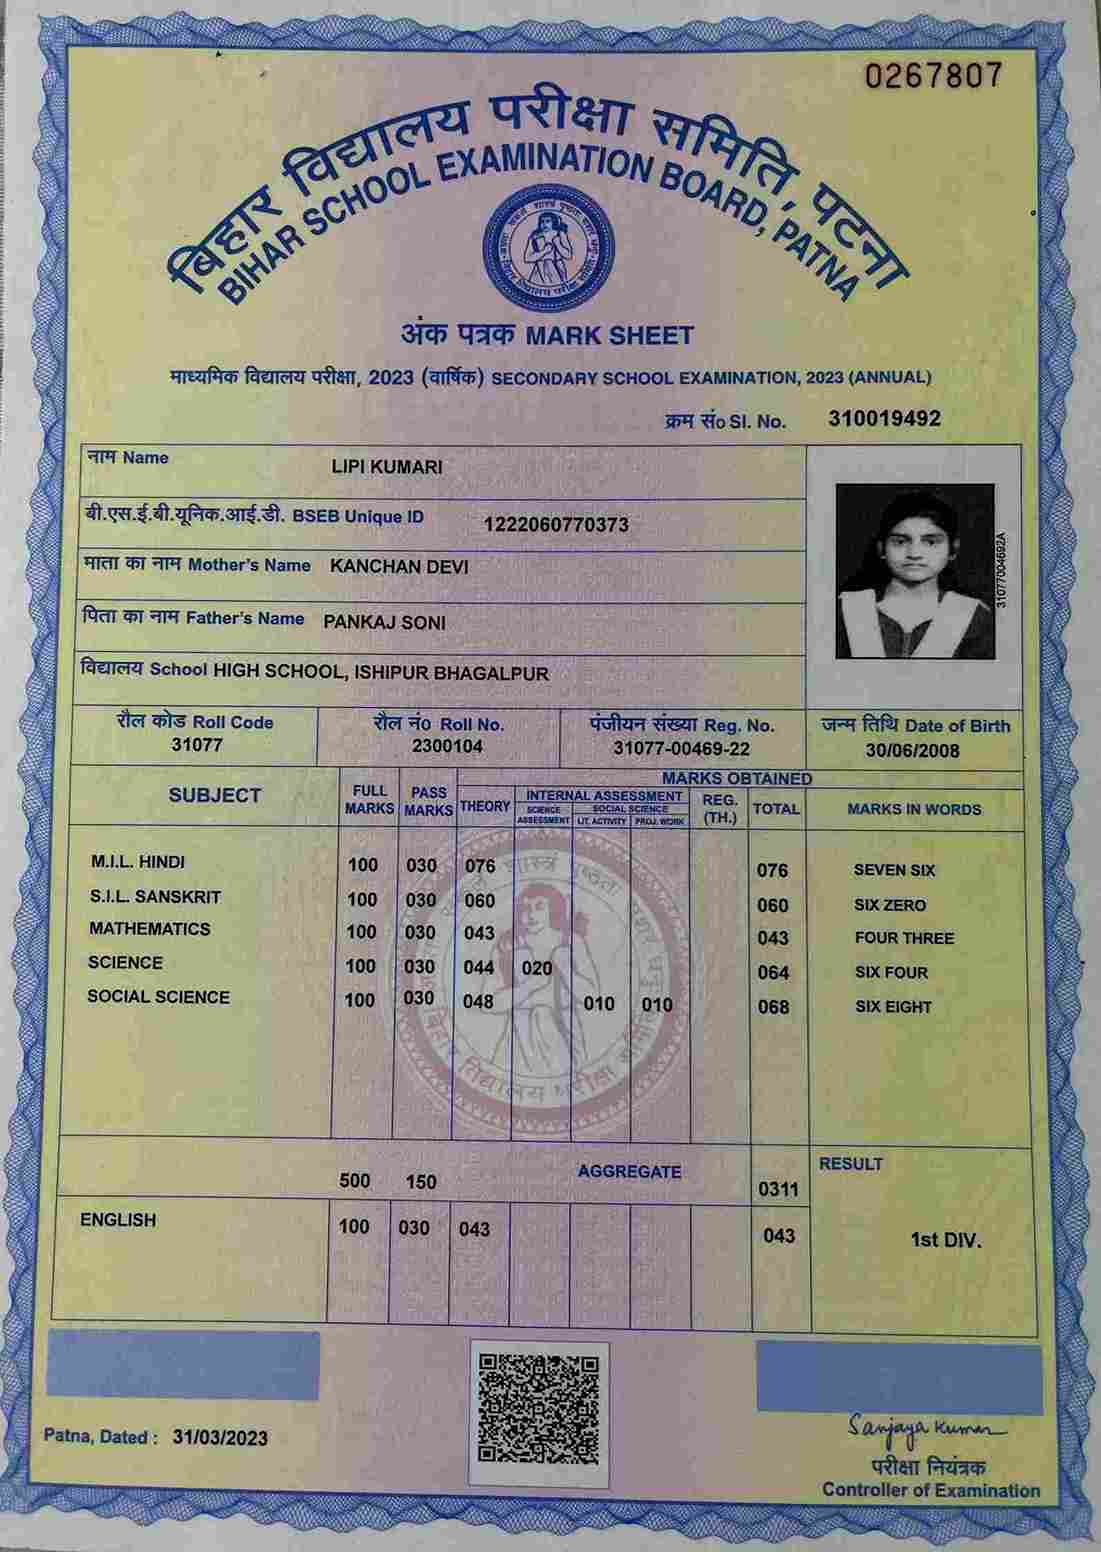 0267807
बिहार विद्यालय परीक्षा समिति, पटना
BIHAR SCHOOL EXAMINATION BOARD, PATNA
अंक पत्रक MARK SHEET
माध्यमिक विद्यालय परीक्षा, 2023 (वार्षिक) SECONDARY SCHOOL EXAMINATION, 2023 (ANNUAL)
क्रम सं० Sl. No. 310019492
नाम Name LIPI KUMARI
बी.एस.ई.बी.यूनिक.आई.डी. BSEB Unique ID 1222060770373
माता का नाम Mother's Name KANCHAN DEVI
पिता का नाम Father's Name PANKAJ SONI
विद्यालय School HIGH SCHOOL, ISHIPUR BHAGALPUR
31077004692A
रौल कोड Roll Code रौल नं० Roll No. पंजीयन संख्या Reg. No. जन्म तिथि Date of Birth
31077 2300104 31077-00469-22 30/06/2008
MARKS OBTAINED
SUBJECT FULL MARKS PASS MARKS THEORY INTERNAL ASSESSMENT REG. (TH.) TOTAL MARKS IN WORDS
SCIENCE ASSESSMENT SOCIAL SCIENCE
LIT. ACTIVITY PROJ. WORK
M.I.L. HINDI 100 030 076 076 SEVEN SIX
S.I.L. SANSKRIT 100 030 060 060 SIX ZERO
MATHEMATICS 100 030 043 043 FOUR THREE
SCIENCE 100 030 044 020 064 SIX FOUR
SOCIAL SCIENCE 100 030 048 010 010 068 SIX EIGHT
500 150 AGGREGATE 0311 RESULT
ENGLISH 100 030 043 043 1st DIV.
Patna, Dated : 31/03/2023
Sanjaya Kumar
परीक्षा नियंत्रक
Controller of Examination